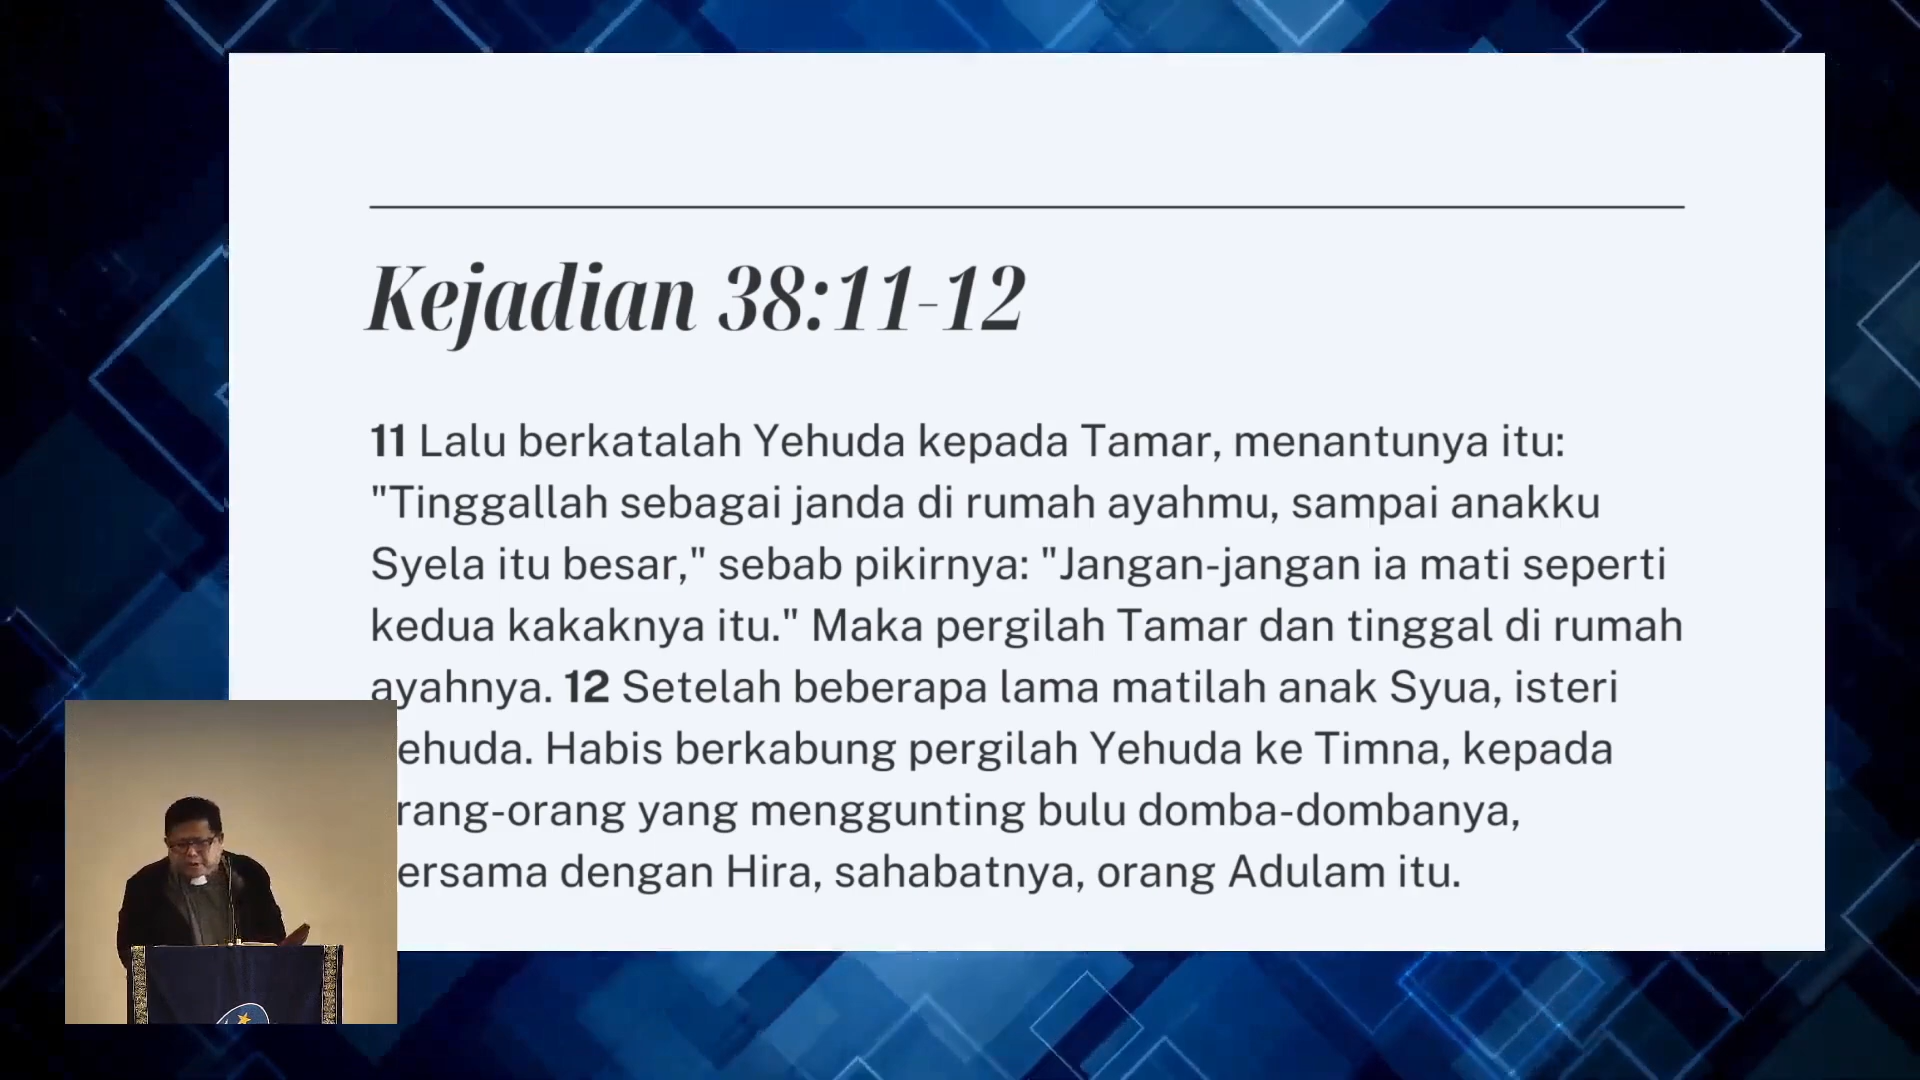 Kejadian 38:11-12
11 Lalu berkatalah Yehuda kepada Tamar, menantunya itu:
"Tinggallah sebagai janda di rumah ayahmu, sampai anakku
Syela itu besar," sebab pikirnya: "Jangan-jangan ia mati seperti
kedua kakaknya itu." Maka pergilah Tamar dan tinggal di rumah
ayahnya. 12 Setelah beberapa lama matilah anak Syua, isteri
ehuda. Habis berkabung pergilah Yehuda ke Timna, kepada
rang-orang yang menggunting bulu domba-dombanya,
ersama dengan Hira, sahabatnya, orang Adulam itu.